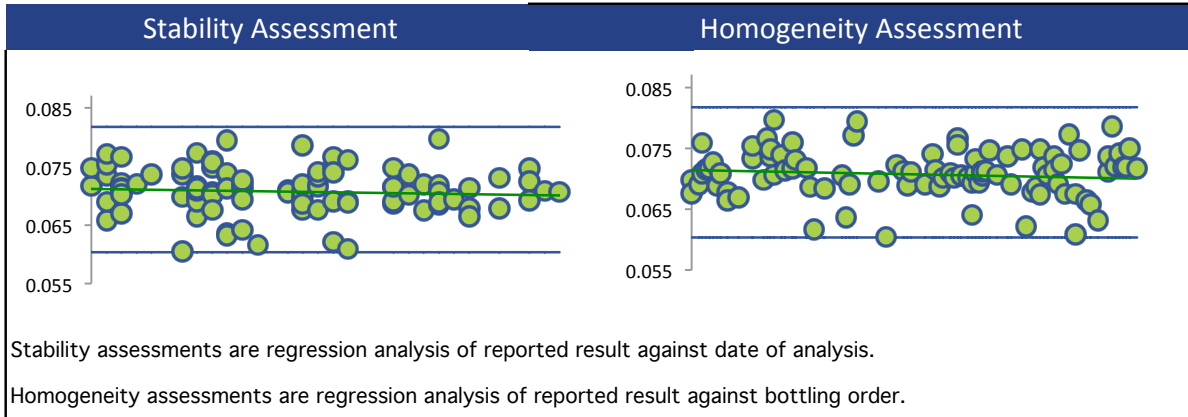 Stability Assessment
Homogeneity Assessment
0.085
0.075
0.065
0.055
0.085
0.075
0.065
0.055
Stability assessments are regression analysis of reported result against date of analysis.
Homogeneity assessments are regression analysis of reported result against bottling order.